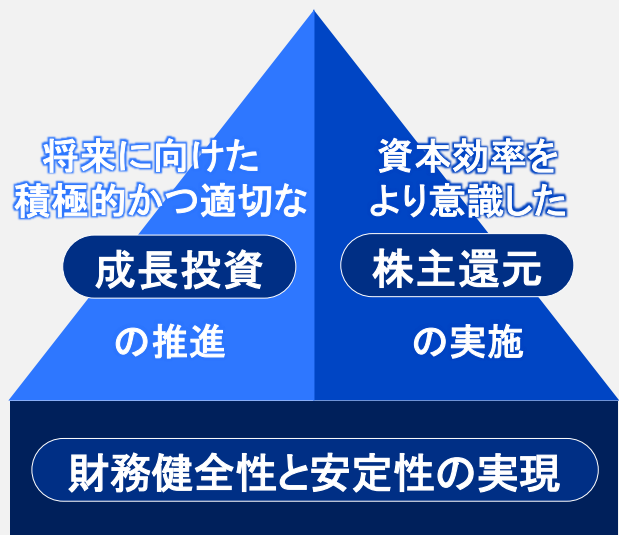 将来に向けた
積極的かつ適切な
成長投資
の推進
資本効率を
より意識した
株主還元
の実施
財務健全性と安定性の実現